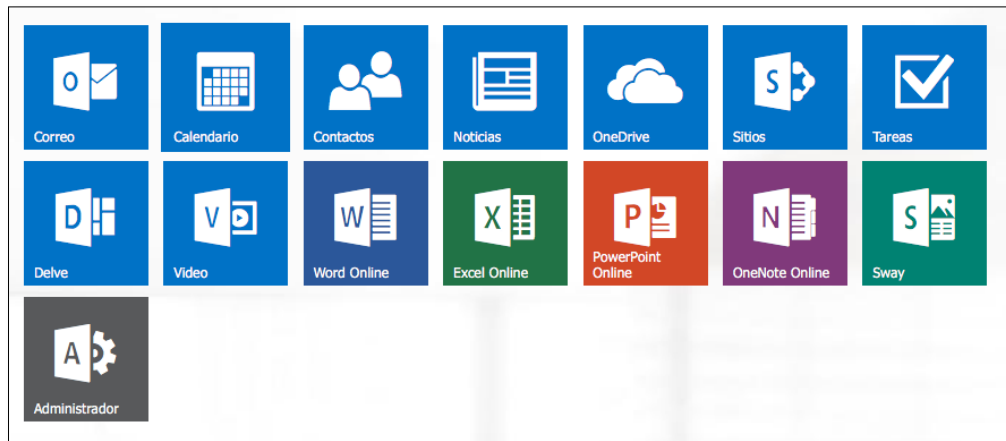 O
S
Correo
Calendario
Contactos
Noticias
OneDrive
Sitios
Tareas
D
V
W
X
P
N
S
Delve
Video
Word Online
Excel Online
PowerPoint
Online
OneNote Online
Sway
A
Administrador